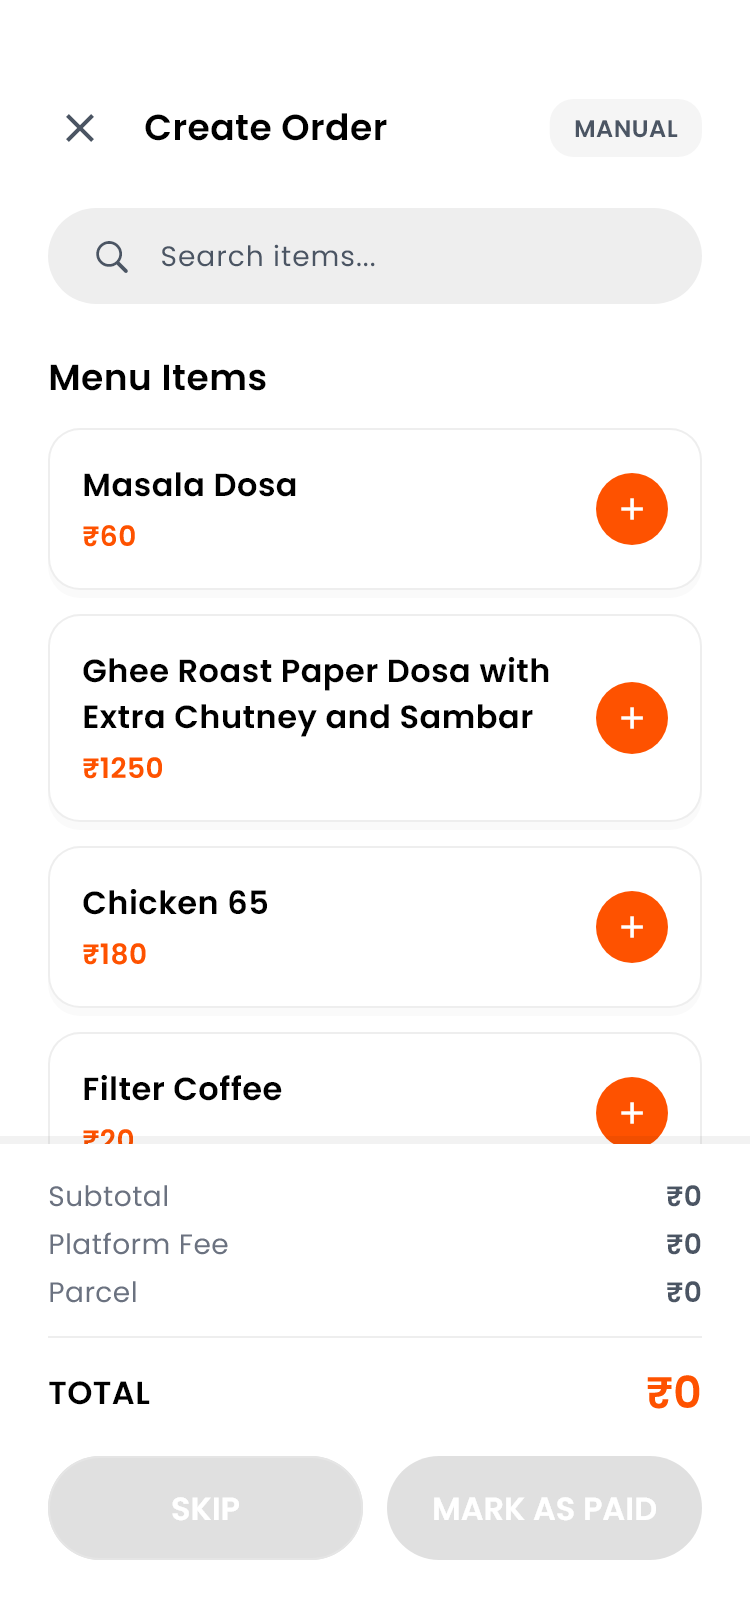 Create Order
MANUAL
Search items...
Menu Items
Masala Dosa
₹60
Ghee Roast Paper Dosa with
Extra Chutney and Sambar
₹1250
Chicken 65
₹180
Filter Coffee
₹20
Subtotal
₹0
Platform Fee
₹0
Parcel
₹0
TOTAL
₹0
SKIP
MARK AS PAID